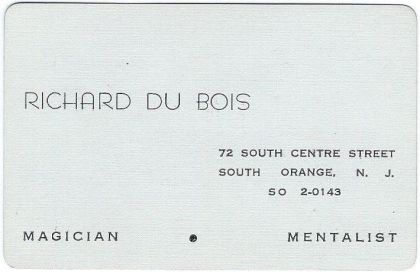 RICHARD DU BOIS
72 SOUTH CENTRE STREET
SOUTH ORANGE, N. J.
SO 2-0143
MAGICIAN • MENTALIST